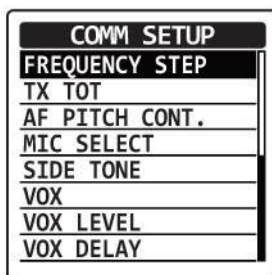 COMM SETUP
FREQUENCY STEP
TX TOT
AF PITCH CONT.
MIC SELECT
SIDE TONE
VOX
VOX LEVEL
VOX DELAY